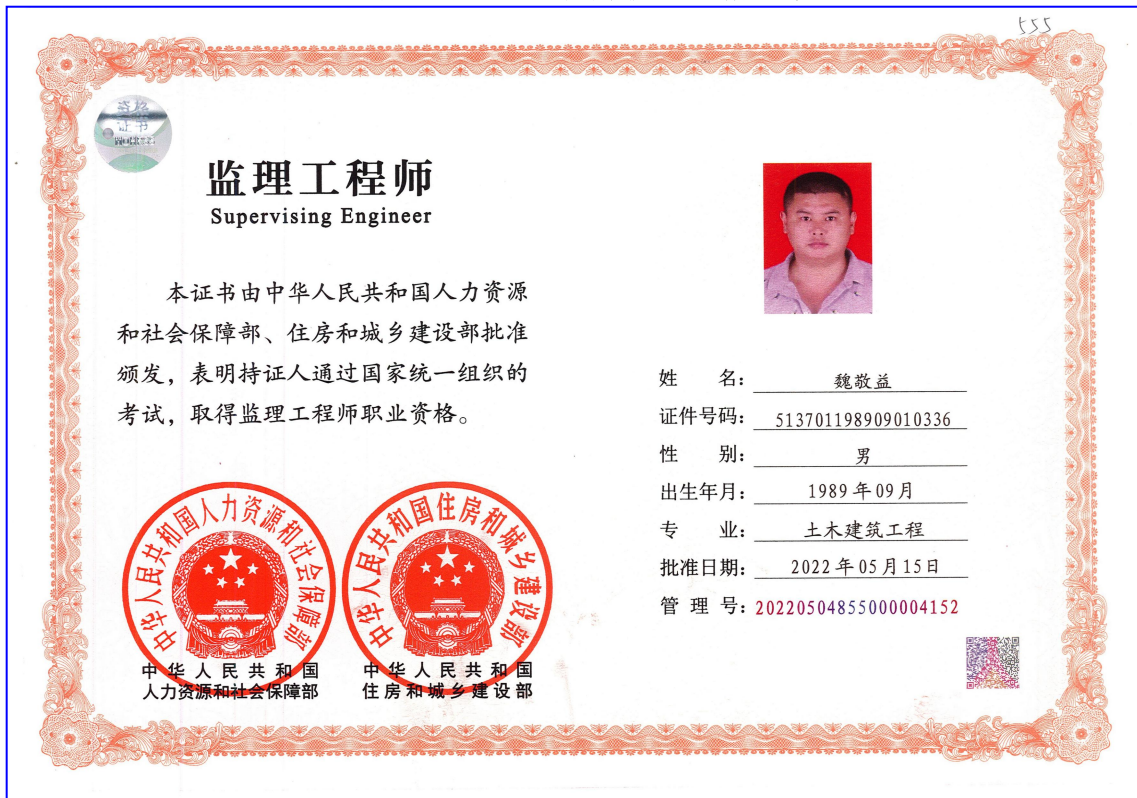 555
资格
证书
监理工程师
Supervising Engineer
本证书由中华人民共和国人力资源
和社会保障部、住房和城乡建设部批准
颁发，表明持证人通过国家统一组织的
考试，取得监理工程师职业资格。
中华人民共和国人力资源和社会保障部
中华人民共和国住房和城乡建设部
中华人民共和国
人力资源和社会保障部
中华人民共和国
住房和城乡建设部
姓 名：魏敬益
证件号码：513701198909010336
性 别：男
出生年月：1989年09月
专 业：土木建筑工程
批准日期：2022年05月15日
管 理 号：20220504855000004152